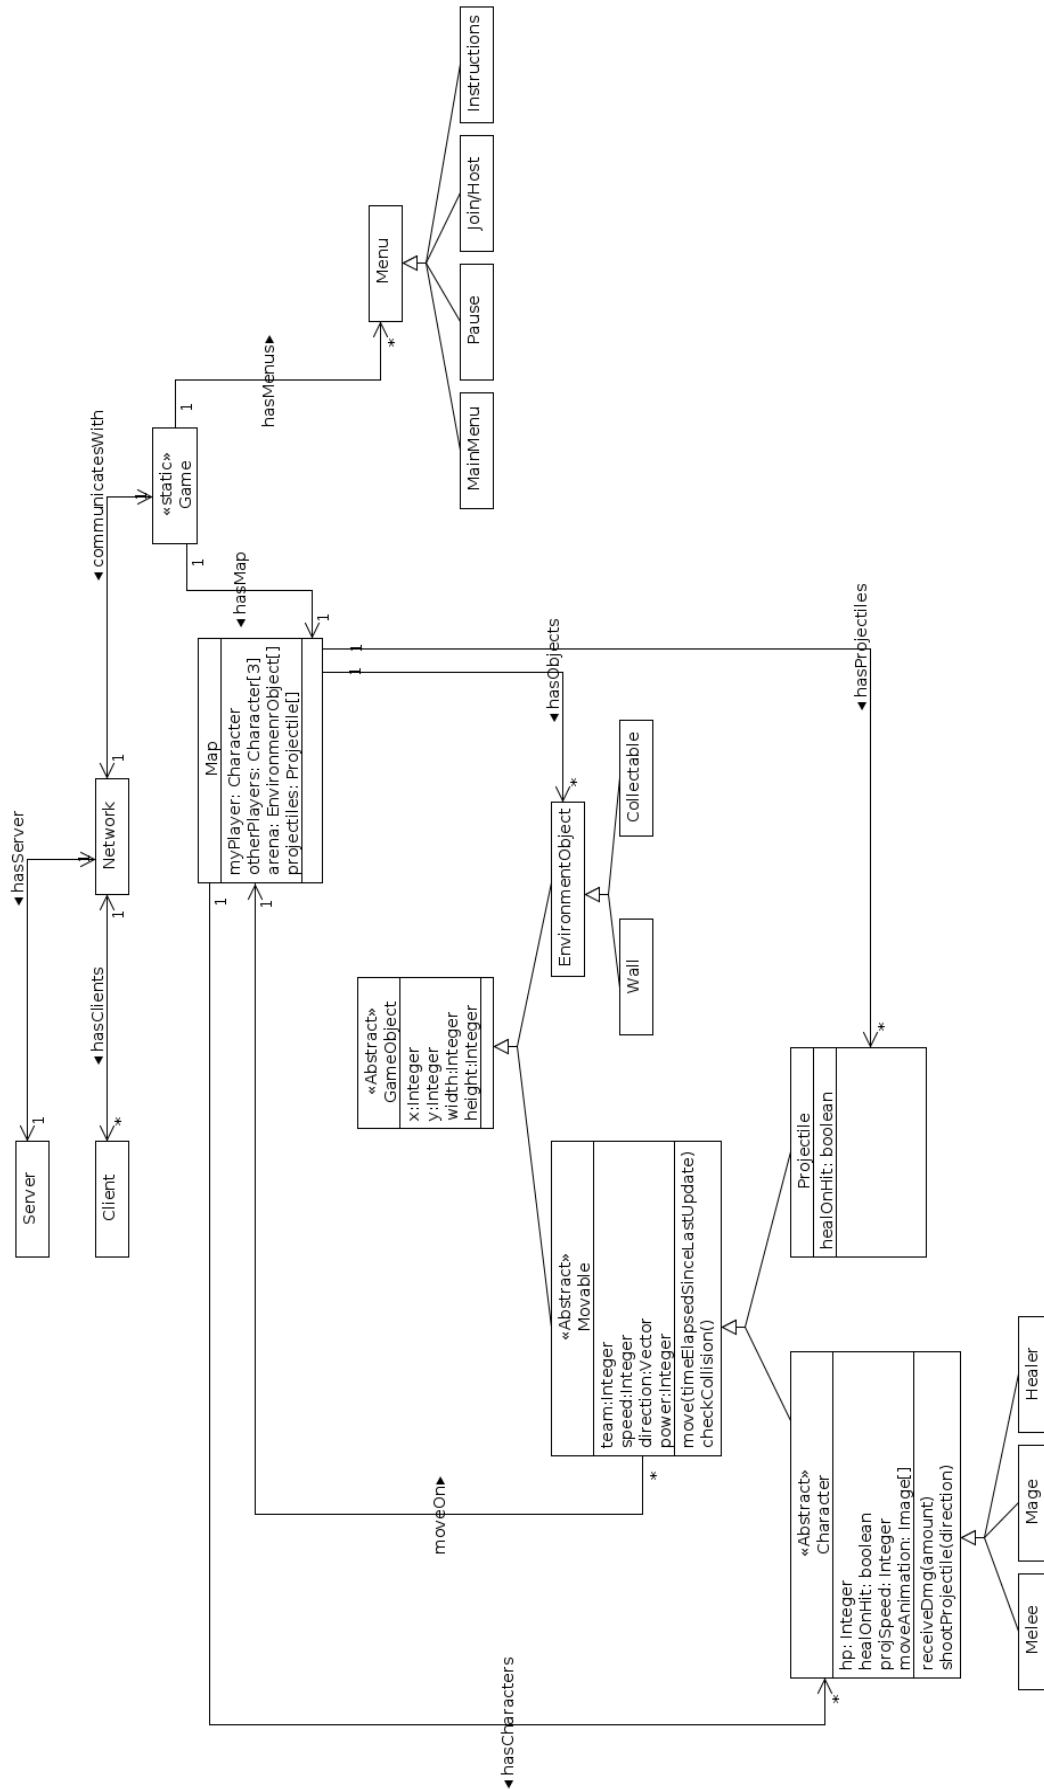 Server
1
◄hasServer
1
Client
*
◄hasClients
1
Network
1
◄communicatesWith
1
«static»
Game
1
hasMenus►
*
Menu
MainMenu
Pause
Join/Host
Instructions
1
◄hasMap
1
Map
myPlayer: Character
otherPlayers: Character[3]
arena: EnvironmenrObject[]
projectiles: Projectile[]
1
◄hasCharacters
*
1
moveOn►
*
1
◄hasObjects
*
1
◄hasProjectiles
*
«Abstract»
GameObject
x:Integer
y:Integer
width:Integer
height:Integer
EnvironmentObject
Wall
Collectable
«Abstract»
Movable
team:Integer
speed:Integer
direction:Vector
power:Integer
move(timeElapsedSinceLastUpdate)
checkCollision()
«Abstract»
Character
hp: Integer
healOnHit: boolean
projSpeed: Integer
moveAnimation: Image[]
receiveDmg(amount)
shootProjectile(direction)
Projectile
healOnHit: boolean
Melee
Mage
Healer